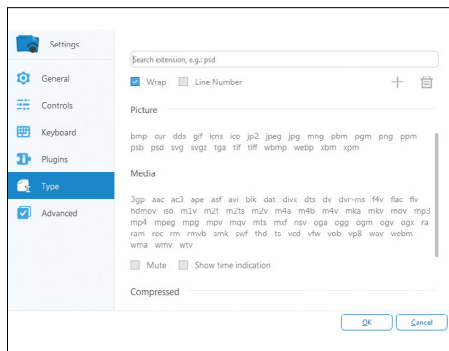 Settings
General
Controls
Keyboard
Plugins
Type
Advanced
Search extension, e.g.: psd
Wrap
Line Number
Picture
bmp cur dds gif icns ico jp2 jpeg jpg mng pbm pgm png ppm
psb psd svg svgz tga tif tiff wbmp webp xbm xpm
Media
3gp aac ac3 ape asf avi bik dat divx dts dv dvr-ms f4v flac flv
hdmov iso m1v m2t m2ts m2v m4a m4b m4v mka mkv mov mp3
mp4 mpeg mpg mpv mqv mts mxf nsv oga ogg ogm ogv ogx ra
ram rec rm rmvb smk swf thd ts vcd vfw vob vp8 wav webm
wma wmv wtv
Mute
Show time indication
Compressed
OK
Cancel